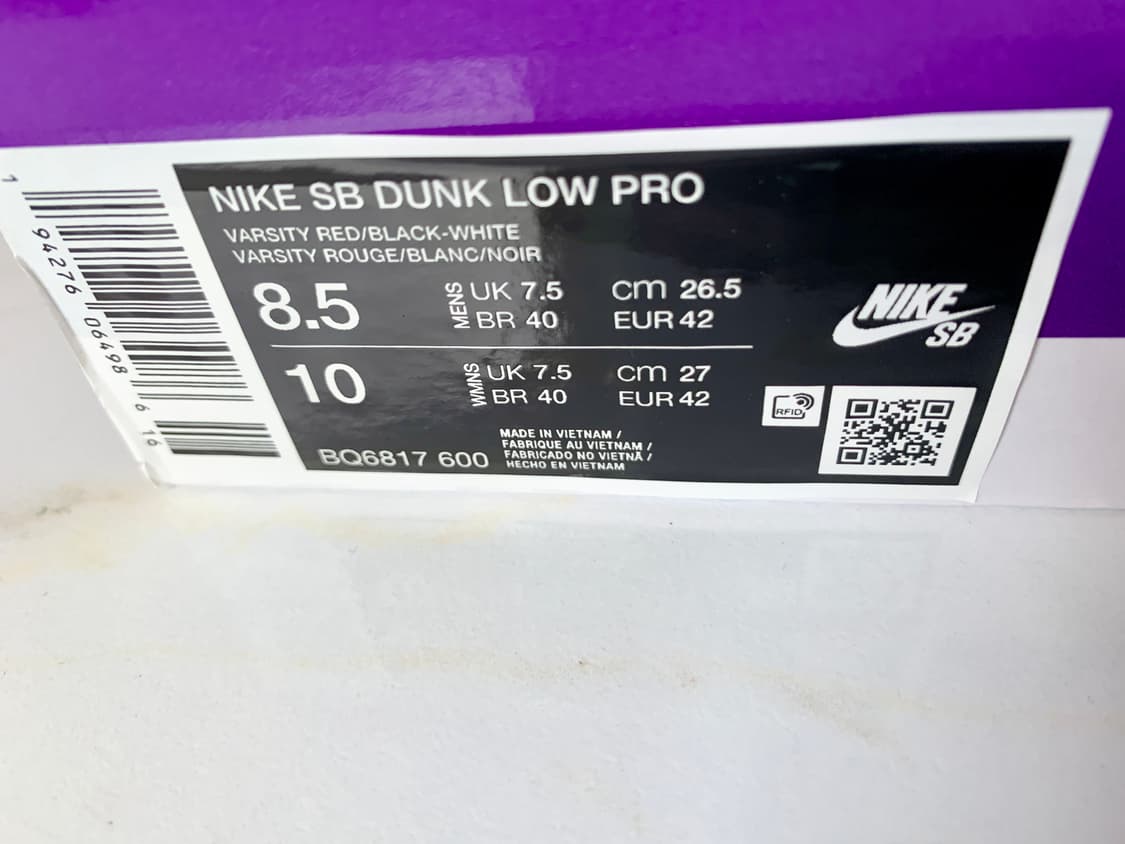 NIKE SB DUNK LOW PRO
VARSITY RED/BLACK-WHITE
VARSITY ROUGE/BLANC/NOIR
8.5 MENS UK 7.5 cm 26.5
BR 40 EUR 42
10 WMNS UK 7.5 cm 27
BR 40 EUR 42
BQ6817 600
MADE IN VIETNAM /
FABRIQUE AU VIETNAM /
FABRICADO NO VIETNÃ /
HECHO EN VIETNAM
NIKE
SB
RFID
1 94276 06498 6 16